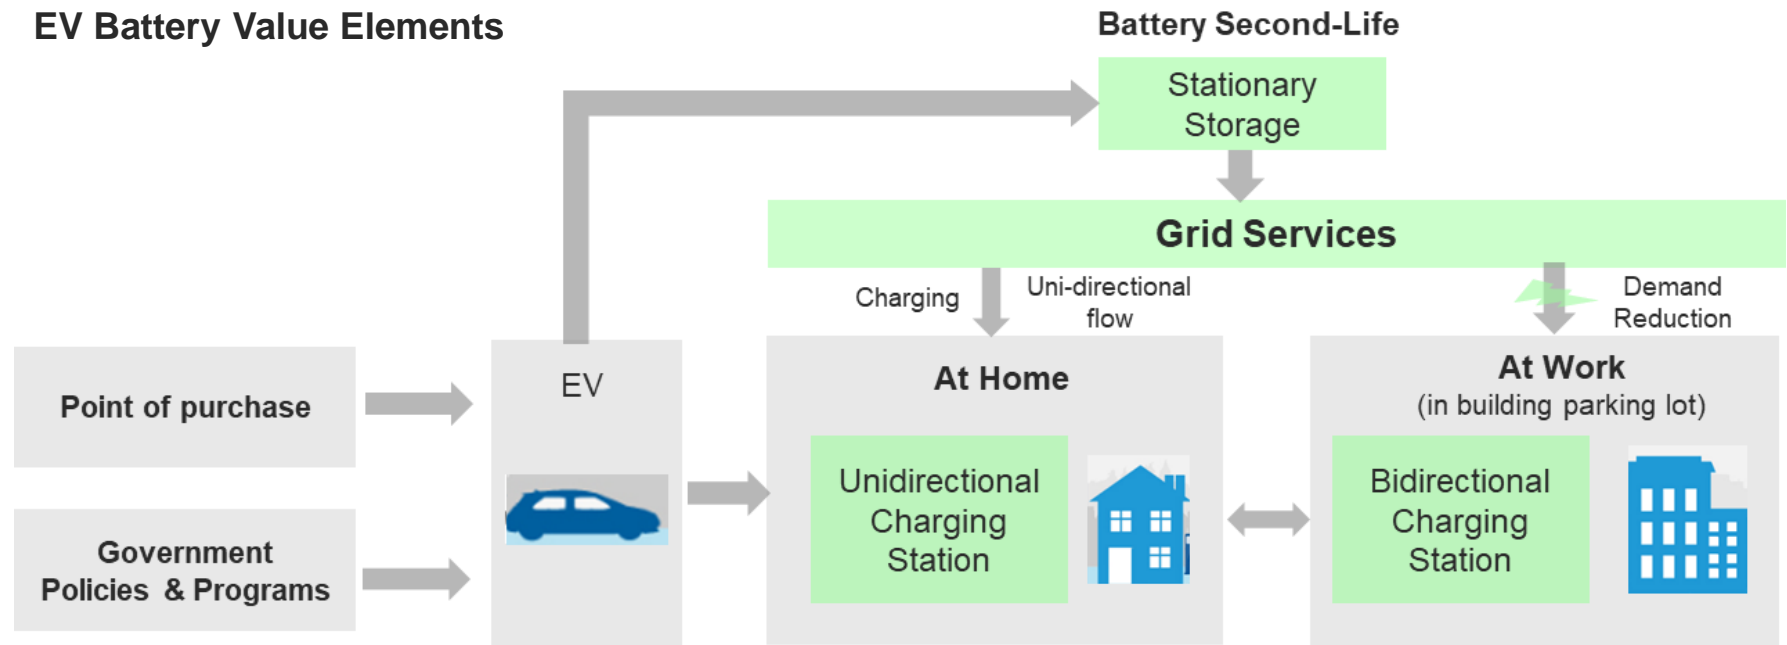 EV Battery Value Elements
Battery Second-Life
Stationary
Storage
Grid Services
Charging
Uni-directional
flow
Demand
Reduction
Point of purchase
Government
Policies & Programs
EV
At Home
Unidirectional
Charging
Station
At Work
(in building parking lot)
Bidirectional
Charging
Station